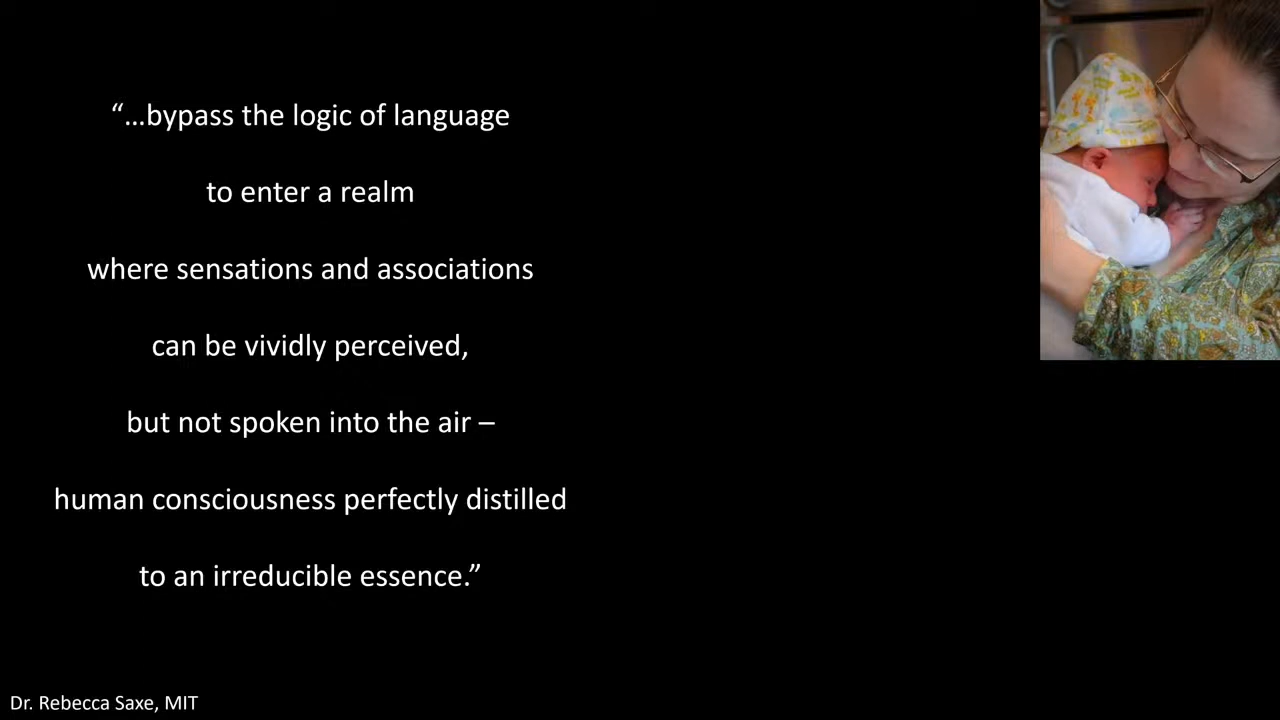 “…bypass the logic of language
to enter a realm
where sensations and associations
can be vividly perceived,
but not spoken into the air –
human consciousness perfectly distilled
to an irreducible essence.”
Dr. Rebecca Saxe, MIT